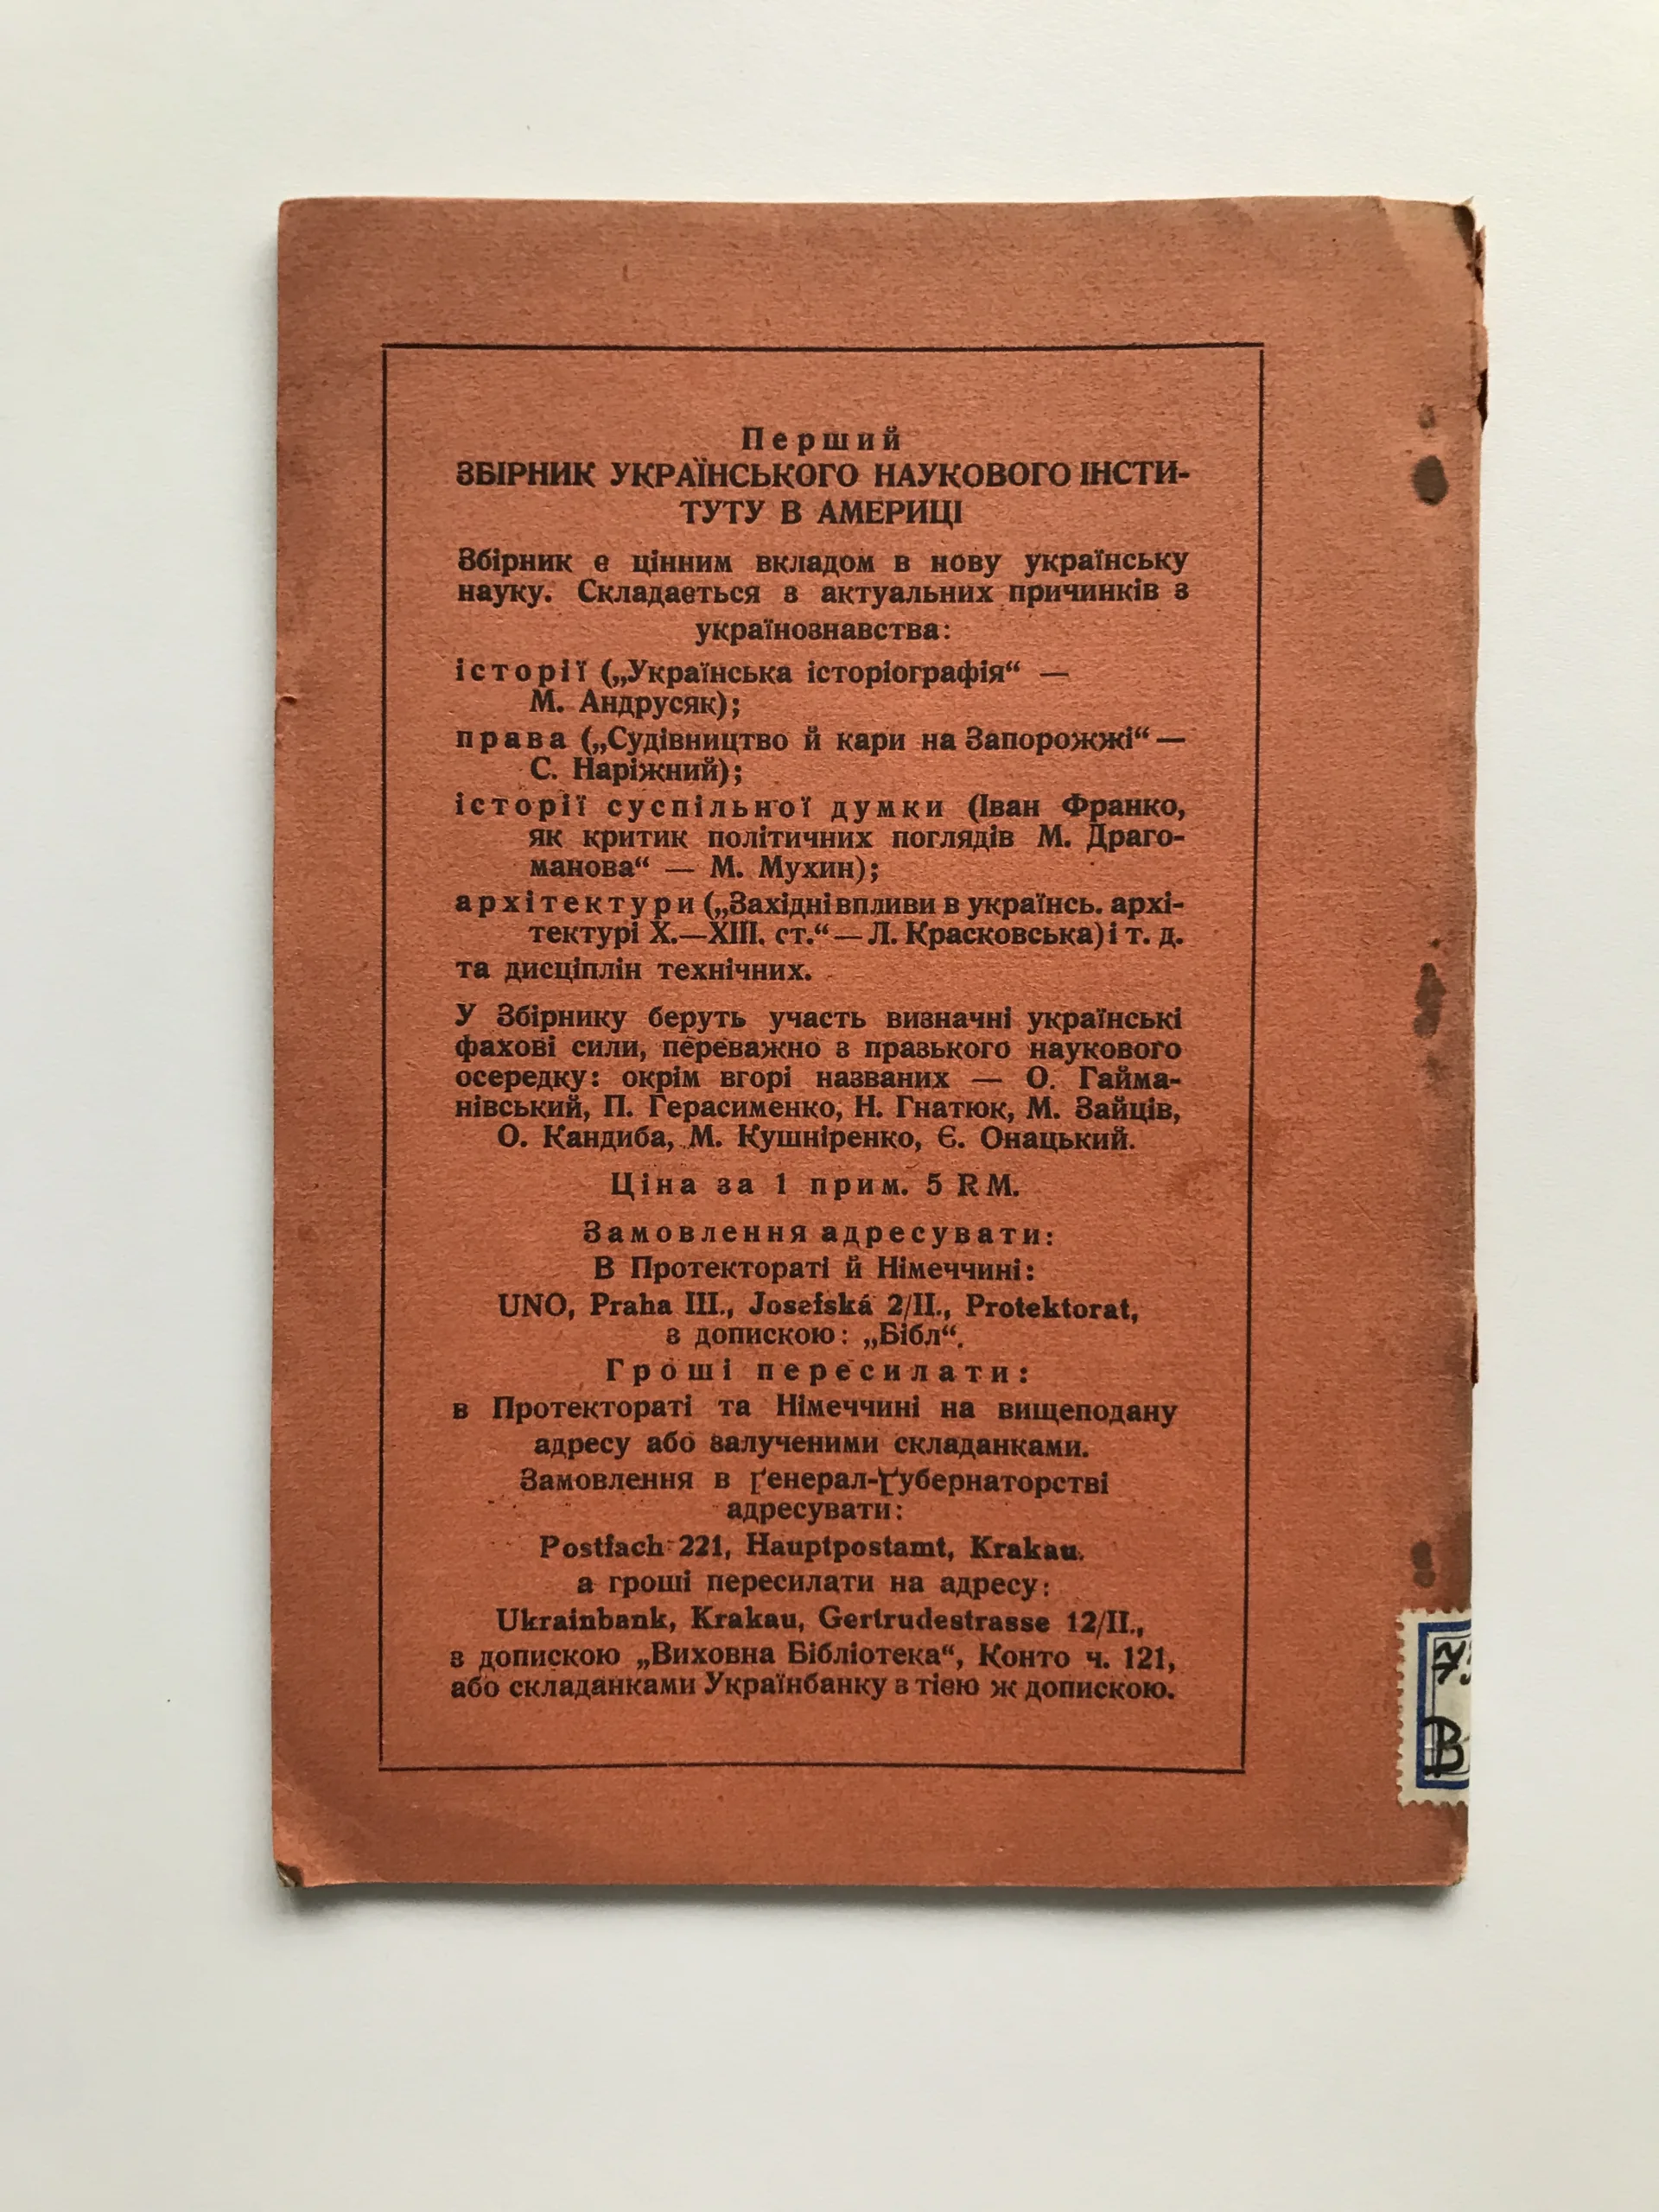 Перший
ЗБІРНИК УКРАЇНСЬКОГО НАУКОВОГО ІНСТИ-
ТУТУ В АМЕРИЦІ
Збірник є цінним вкладом в нову українську
науку. Складається з актуальних причинків з
українознавства:
історії („Українська історіографія“ —
М. Андрусяк);
права („Судівництво й кари на Запорожжі“ —
С. Наріжний);
історії суспільної думки (Іван Франко,
як критик політичних поглядів М. Драго-
манова“ — М. Мухин);
архітектури („Західні впливи в українсь. архі-
тектурі X.—XIII. ст.“ — Л. Красковська) і т. д.
та дисціплін технічних.
У Збірнику беруть участь визначні українські
фахові сили, переважно з празького наукового
осередку: окрім вгорі названих — О. Гайма-
нівський, П. Герасименко, Н. Гнатюк, М. Зайців,
О. Кандиба, М. Кушніренко, Є. Онацький.
Ціна за 1 прим. 5 RM.
Замовлення адресувати:
В Протектораті й Німеччині:
UNO, Praha III., Josefská 2/II., Protektorat,
з допискою: „Бібл“.
Гроші пересилати:
в Протектораті та Німеччині на вищеподану
адресу або залученими складанками.
Замовлення в Ґенерал-Ґубернаторстві
адресувати:
Postfach 221, Hauptpostamt, Krakau.
а гроші пересилати на адресу:
Ukrainbank, Krakau, Gertrudestrasse 12/II.,
з допискою „Виховна Бібліотека“, Конто ч. 121,
або складанками Українбанку з тією ж допискою.
B